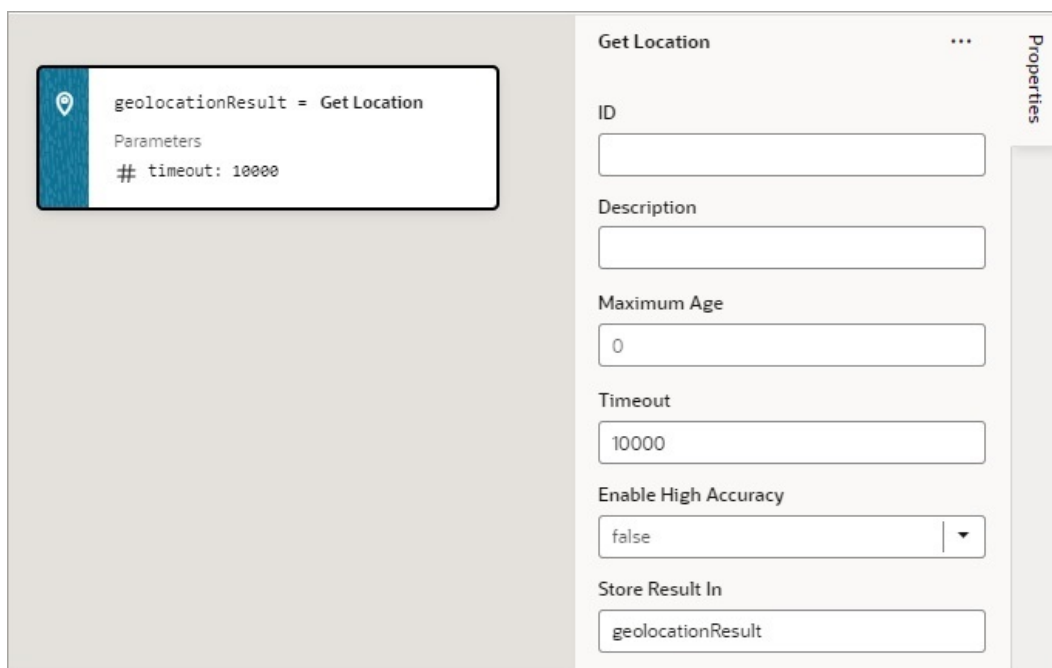 geolocationResult = Get Location
Parameters
# timeout: 10000
Get Location
...
Properties
ID
Description
Maximum Age
0
Timeout
10000
Enable High Accuracy
false
Store Result In
geolocationResult